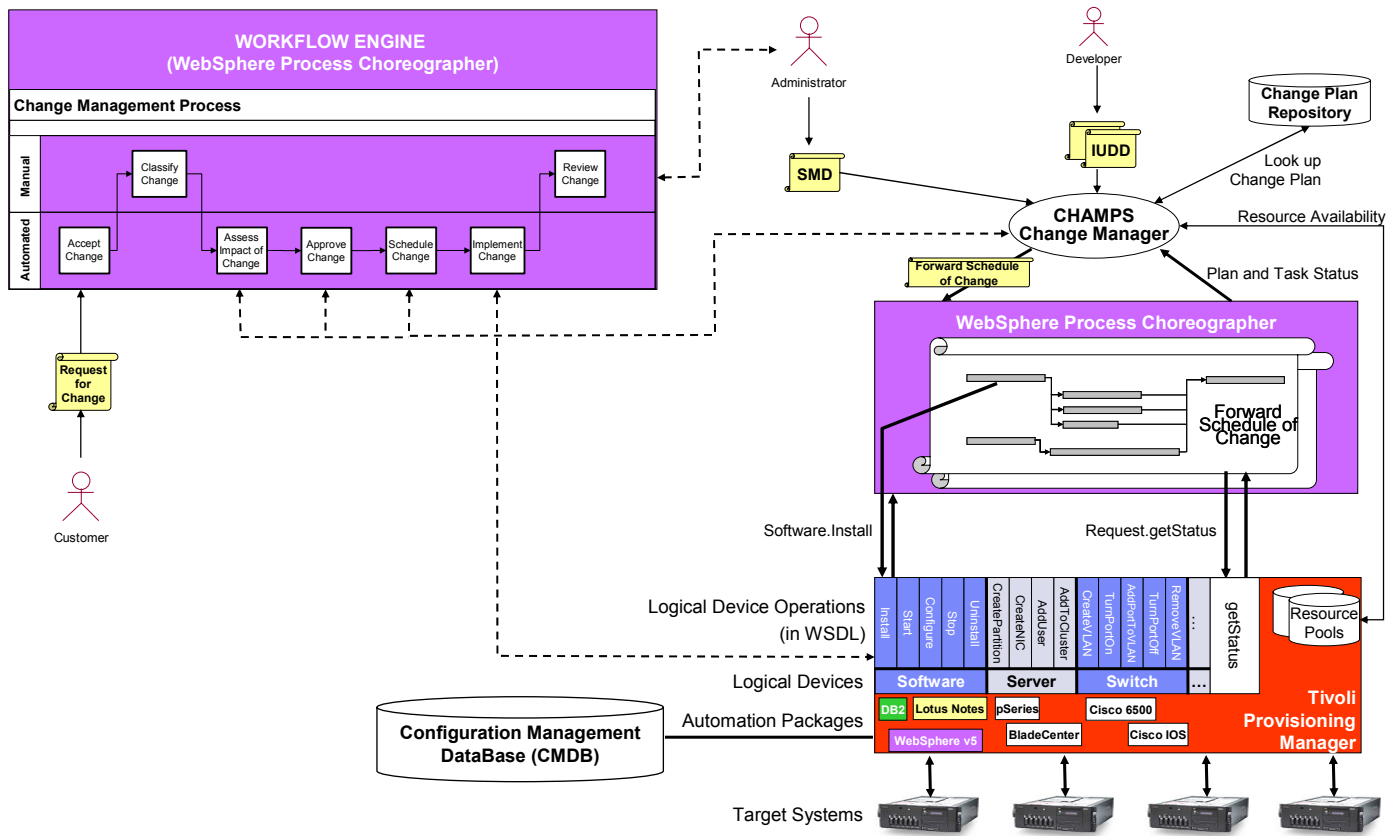 WORKFLOW ENGINE
(WebSphere Process Choreographer)
Change Management Process
Manual
Automated
Classify
Change
Review
Change
Accept
Change
Assess
Impact of
Change
Approve
Change
Schedule
Change
Implement
Change
Request
for
Change
Customer
Administrator
Developer
SMD
IUDD
Change Plan
Repository
Look up
Change Plan
CHAMPS
Change Manager
Resource Availability
Forward Schedule
of Change
Plan and Task Status
WebSphere Process Choreographer
Forward
Schedule of
Change
Software.Install
Request.getStatus
Logical Device Operations
(in WSDL)
Install
Start
Configure
Stop
Uninstall
CreatePartition
CreateNIC
AddUser
AddToCluster
CreateVLAN
TurnPortOn
AddPortToVLAN
TurnPortOff
RemoveVLAN
...
getStatus
Resource
Pools
Logical Devices
Software
Server
Switch
...
Automation Packages
DB2
Lotus Notes
pSeries
Cisco 6500
WebSphere v5
BladeCenter
Cisco IOS
Tivoli
Provisioning
Manager
Configuration Management
DataBase (CMDB)
Target Systems